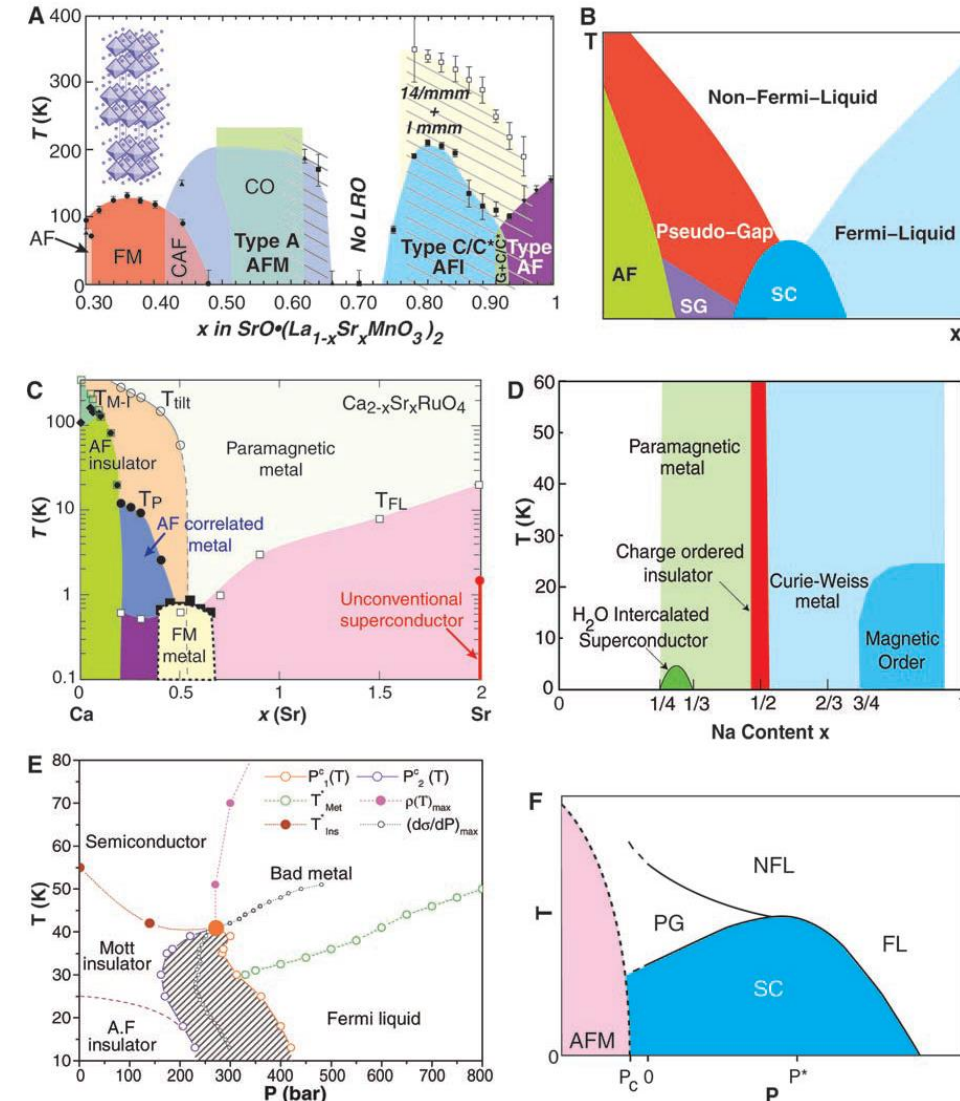 A
T (K)
400
300
200
100
0
14/mmm
+
I mmm
CO
No LRO
AF
FM
CAF
Type A
AFM
Type C/C*
AFI
G+C/C*
Type
AF
0.30 0.40 0.50 0.60 0.70 0.80 0.90 1
x in SrO•(La1-xSrxMnO3)2
B
T
Non-Fermi-Liquid
Pseudo-Gap
Fermi-Liquid
AF
SG
SC
x
C
T (K)
100
10
1
0.1
TM-I
Ttilt
Ca2-xSrxRuO4
AF
insulator
Paramagnetic
metal
TP
AF correlated
metal
TFL
FM
metal
Unconventional
superconductor
0 0.5 1 1.5 2
Ca x (Sr) Sr
D
T (K)
60
50
40
30
20
10
0
Paramagnetic
metal
Charge ordered
insulator
H2O Intercalated
Superconductor
Curie-Weiss
metal
Magnetic
Order
1/4 1/3 1/2 2/3 3/4
Na Content x
E
T (K)
80
70
60
50
40
30
20
10
Pc1(T) Pc2 (T)
T*Met ρ(T)max
T*Ins (dσ/dP)max
Semiconductor
Bad metal
Mott
insulator
A.F
insulator
Fermi liquid
0 100 200 300 400 500 600 700 800
P (bar)
F
T
NFL
PG
FL
SC
AFM
0
Pc 0 P*
P